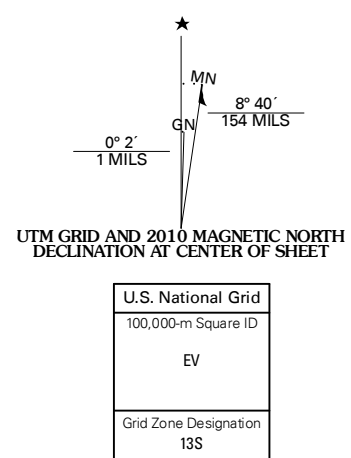 ★
MN
8° 40´
154 MILS
GN
0° 2´
1 MILS
UTM GRID AND 2010 MAGNETIC NORTH
DECLINATION AT CENTER OF SHEET
U.S. National Grid
100,000-m Square ID
EV
Grid Zone Designation
13S